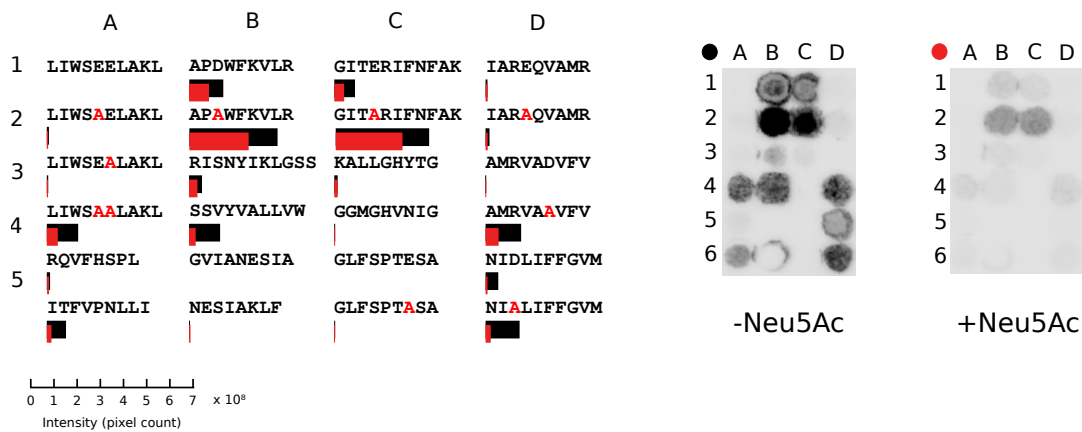 A B C D
1 LIWSEELAKL APDWFKVLR GITERIFNFAK IAREQVAMR
2 LIWSAELAKL APAWFKVLR GITARIFNFAK IARAQVAMR
3 LIWSEALAKL RISNYIKLGSS KALLGHYTG AMRVADVFV
4 LIWSAALAKL SSVYVALLVW GGMGHVNIG AMRVAAVFV
5 RQVFHSPL GVIANESIA GLFSPTESA NIDLIFFGVM
ITFVPNLLI NESIAKLF GLFSPTASA NIALIFFGVM
0 1 2 3 4 5 6 7 x 10⁸
Intensity (pixel count)
A B C D
1
2
3
4
5
6
-Neu5Ac
A B C D
1
2
3
4
5
6
+Neu5Ac